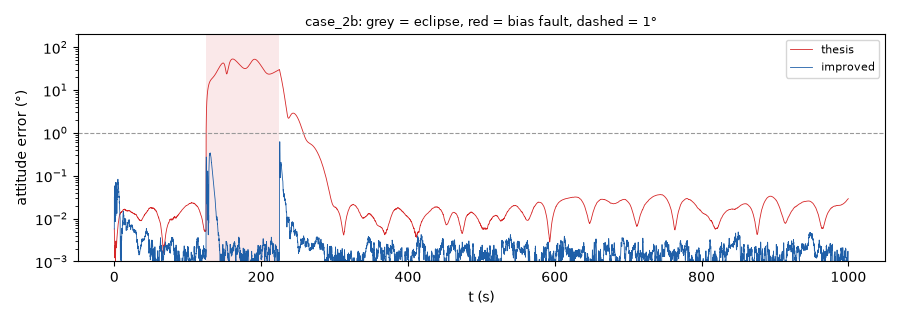 case_2b: grey = eclipse, red = bias fault, dashed = 1°
thesis
improved
attitude error (°)
10²
10¹
10⁰
10⁻¹
10⁻²
10⁻³
0 200 400 600 800 1000
t (s)